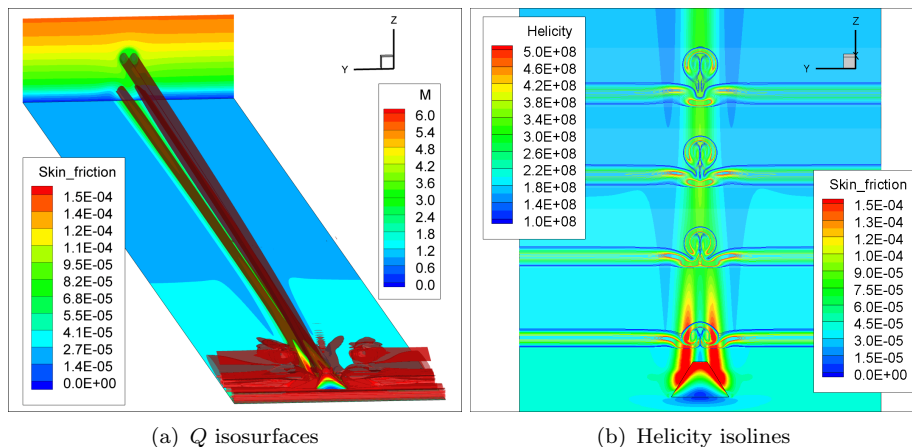 Z
Y
M
6.0
5.4
4.8
4.2
3.6
3.0
2.4
1.8
1.2
0.6
0.0
Skin_friction
1.5E-04
1.4E-04
1.2E-04
1.1E-04
9.5E-05
8.2E-05
6.8E-05
5.5E-05
4.1E-05
2.7E-05
1.4E-05
0.0E+00
(a) Q isosurfaces
Helicity
5.0E+08
4.6E+08
4.2E+08
3.8E+08
3.4E+08
3.0E+08
2.6E+08
2.2E+08
1.8E+08
1.4E+08
1.0E+08
Z
X
Y
Skin_friction
1.5E-04
1.3E-04
1.2E-04
1.0E-04
9.0E-05
7.5E-05
6.0E-05
4.5E-05
3.0E-05
1.5E-05
0.0E+00
(b) Helicity isolines